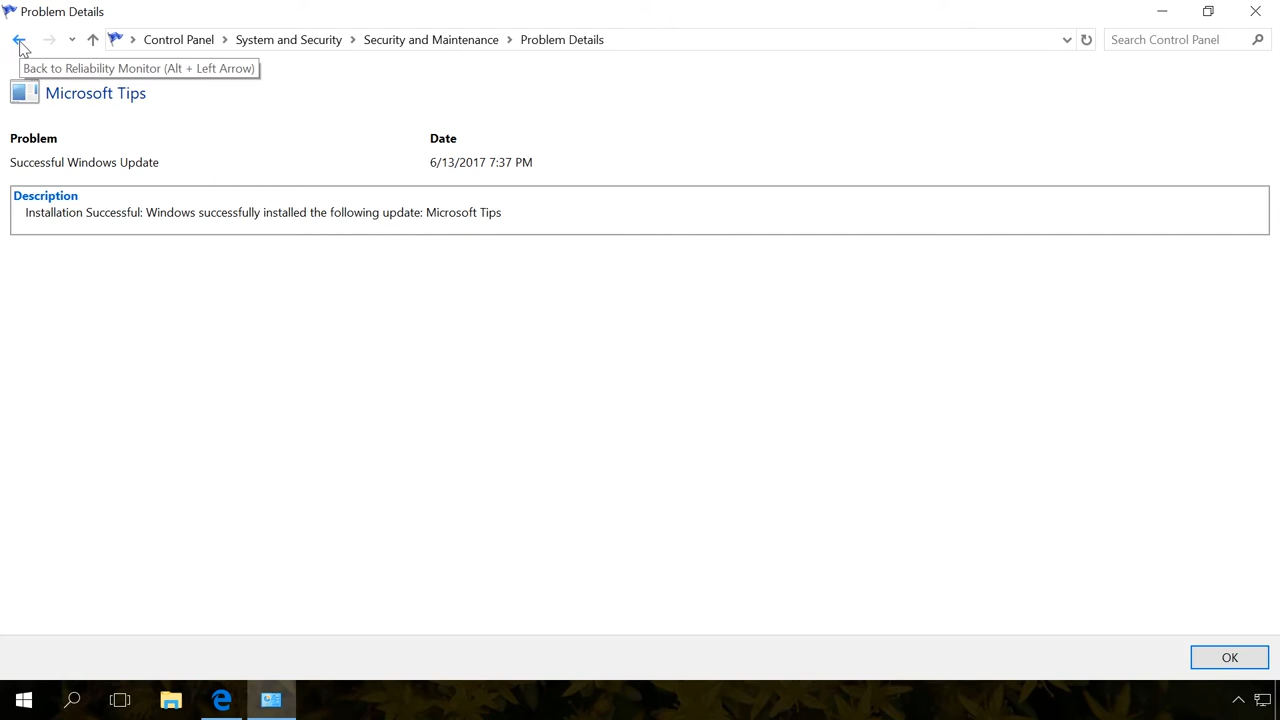 Problem Details
Control Panel System and Security Security and Maintenance Problem Details
Search Control Panel
Back to Reliability Monitor (Alt + Left Arrow)
Microsoft Tips
Problem Date
Successful Windows Update 6/13/2017 7:37 PM
Description
Installation Successful: Windows successfully installed the following update: Microsoft Tips
OK